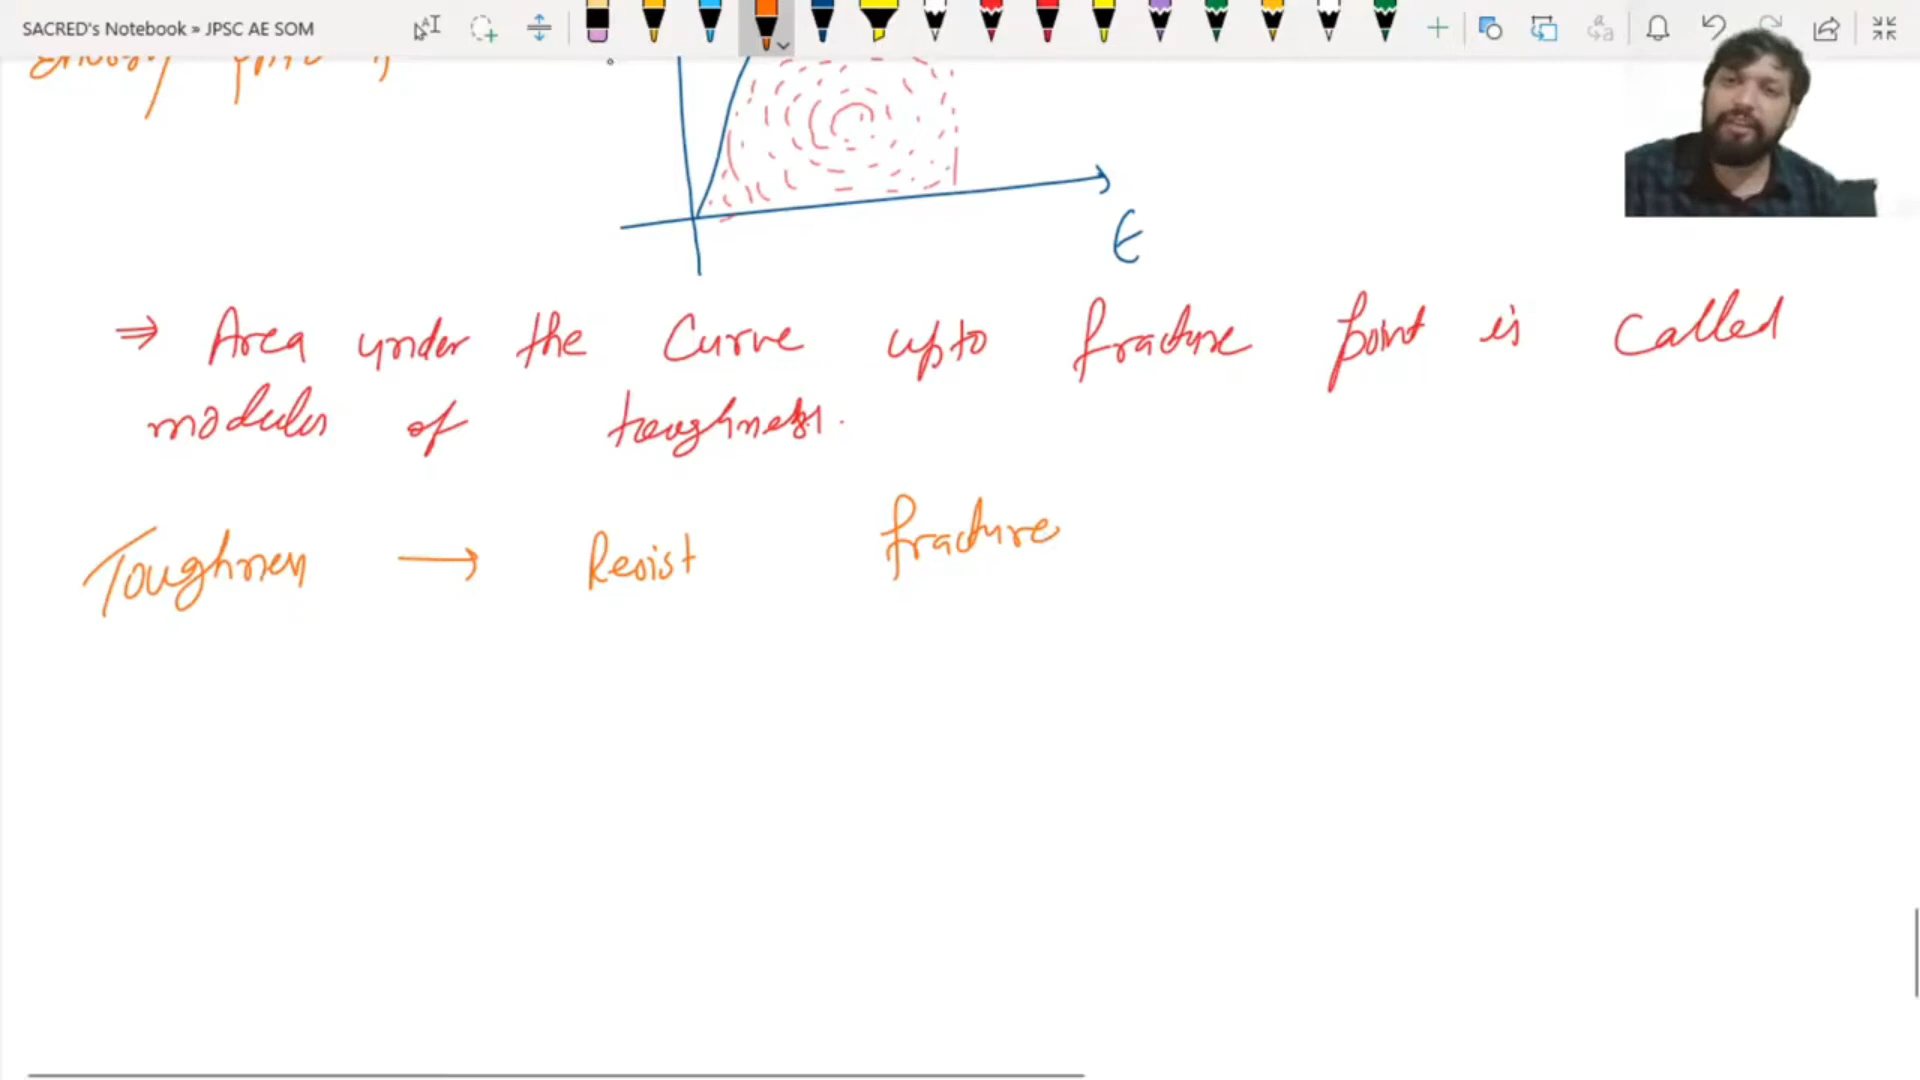 SACRED's Notebook » JPSC AE SOM
ϵ
⇒ Area under the Curve upto fracture point is called
modulus of toughness.
Toughness → Resist fracture